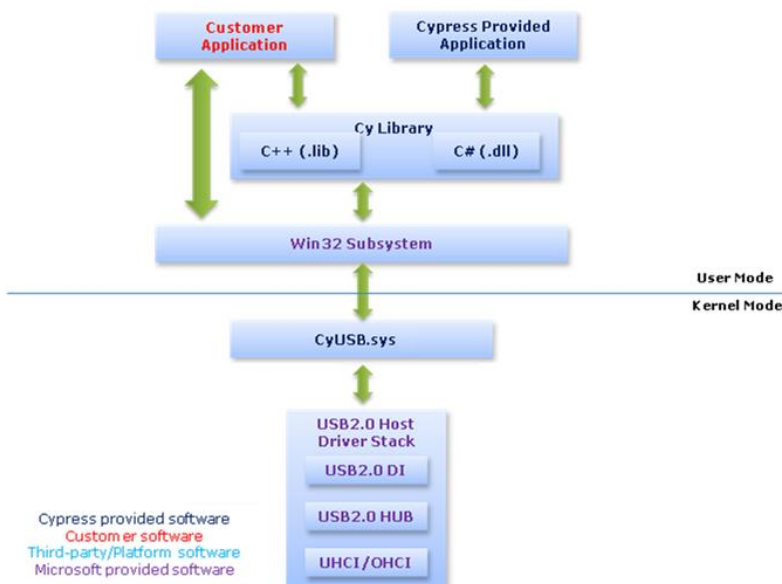 Customer
Application
Cypress Provided
Application
Cy Library
C++ (.lib)
C# (.dll)
Win32 Subsystem
User Mode
Kernel Mode
CyUSB.sys
USB2.0 Host
Driver Stack
USB2.0 DI
USB2.0 HUB
UHCI/OHCI
Cypress provided software
Customer software
Third-party/Platform software
Microsoft provided software